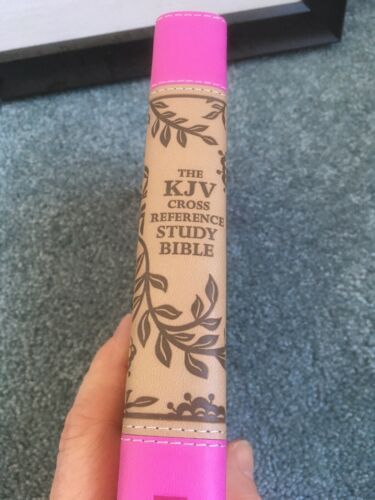 THE
KJV
CROSS
REFERENCE
STUDY
BIBLE